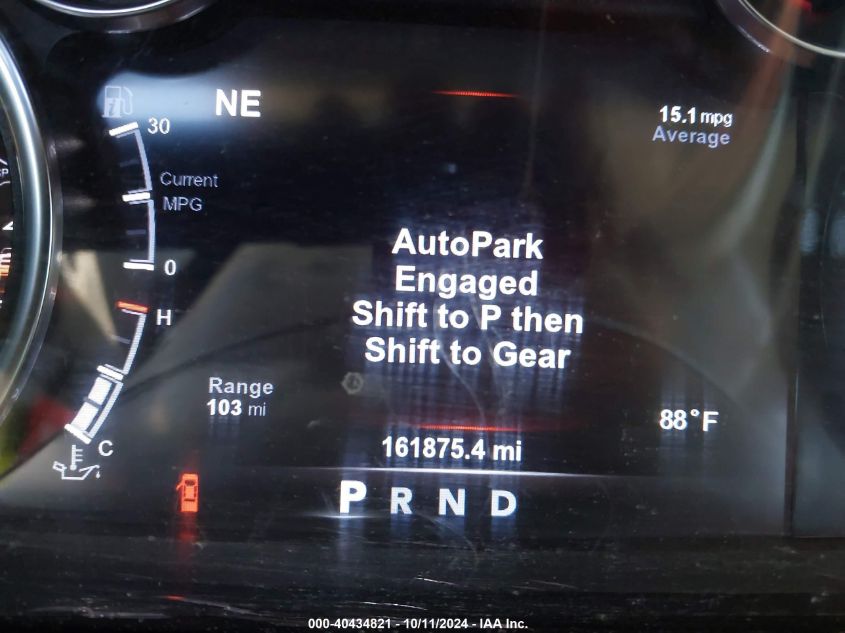 NE
15.1 mpg
Average
30
Current
MPG
0
H
C
AutoPark
Engaged
Shift to P then
Shift to Gear
Range
103 mi
88°F
161875.4 mi
P R N D
000-40434821 - 10/11/2024 - IAA Inc.